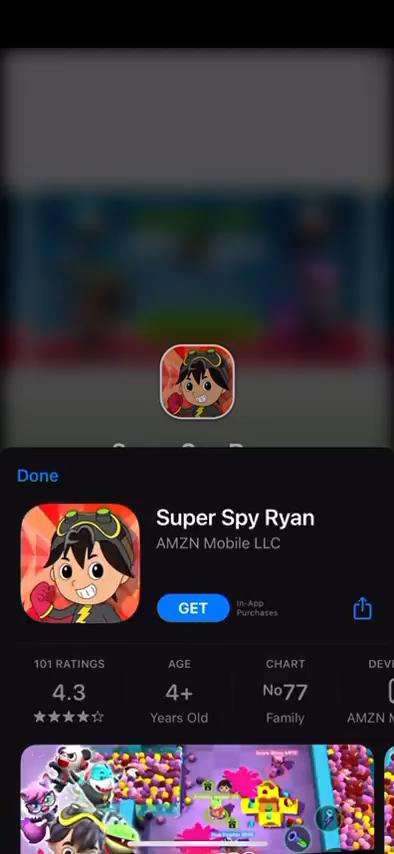 Done
Super Spy Ryan
AMZN Mobile LLC
GET
In-App
Purchases
101 RATINGS
AGE
CHART
4.3
4+
No77
Years Old
Family
AMZN M